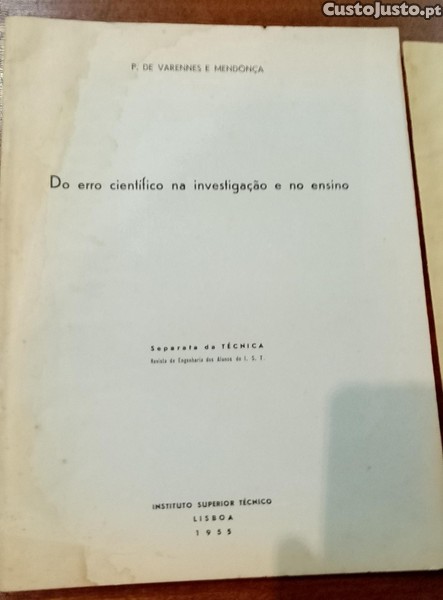 CustoJusto.pt
P. DE VARENNES E MENDONÇA
Do erro científico na investigação e no ensino
Separata da TÉCNICA
Revista de Engenharia dos Alunos do I. S. T.
INSTITUTO SUPERIOR TÉCNICO
LISBOA
1955